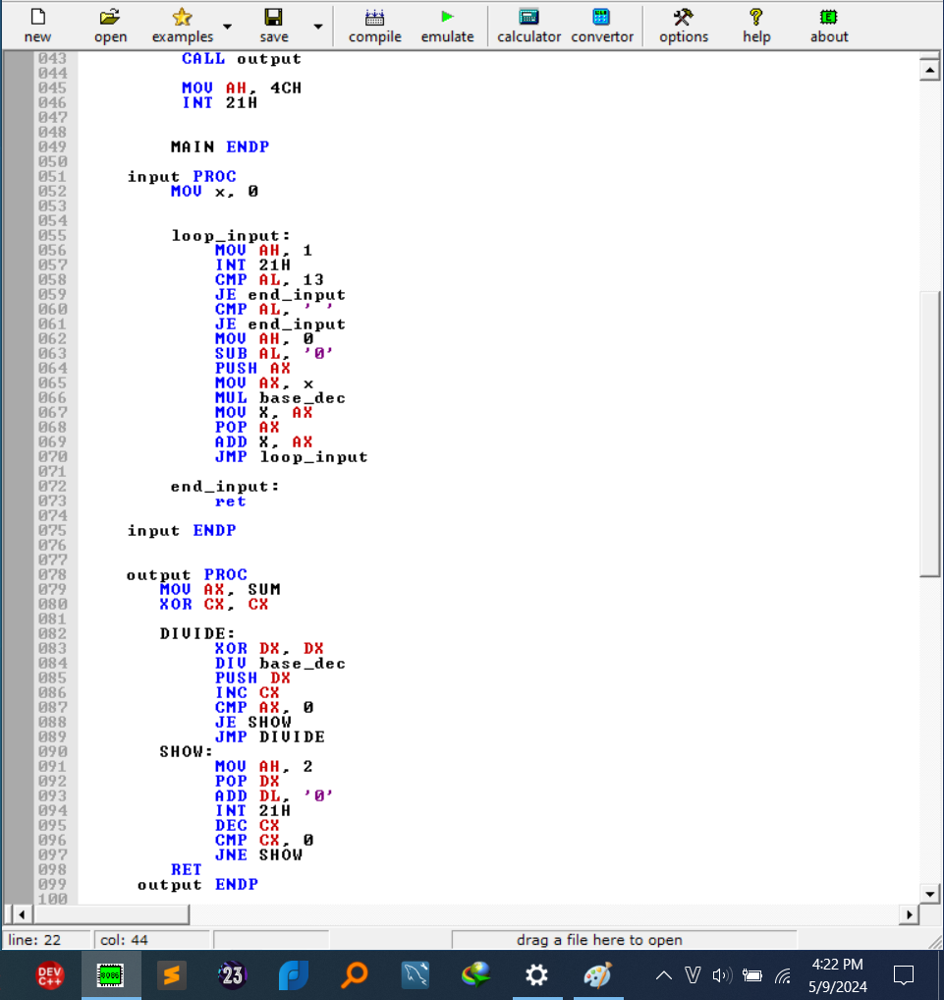 new open examples save compile emulate calculator convertor options help about
043 CALL output
044
045 MOV AH, 4CH
046 INT 21H
047
048
049 MAIN ENDP
050
051 input PROC
052 MOV x, 0
053
054
055 loop_input:
056 MOV AH, 1
057 INT 21H
058 CMP AL, 13
059 JE end_input
060 CMP AL, ' '
061 JE end_input
062 MOV AH, 0
063 SUB AL, '0'
064 PUSH AX
065 MOV AX, x
066 MUL base_dec
067 MOV X, AX
068 POP AX
069 ADD X, AX
070 JMP loop_input
071
072 end_input:
073 ret
074
075 input ENDP
076
077
078 output PROC
079 MOV AX, SUM
080 XOR CX, CX
081
082 DIVIDE:
083 XOR DX, DX
084 DIV base_dec
085 PUSH DX
086 INC CX
087 CMP AX, 0
088 JE SHOW
089 JMP DIVIDE
090 SHOW:
091 MOV AH, 2
092 POP DX
093 ADD DL, '0'
094 INT 21H
095 DEC CX
096 CMP CX, 0
097 JNE SHOW
098 RET
099 output ENDP
100
line: 22 col: 44 drag a file here to open
DEV
C++
8086
23
V
4:22 PM
5/9/2024